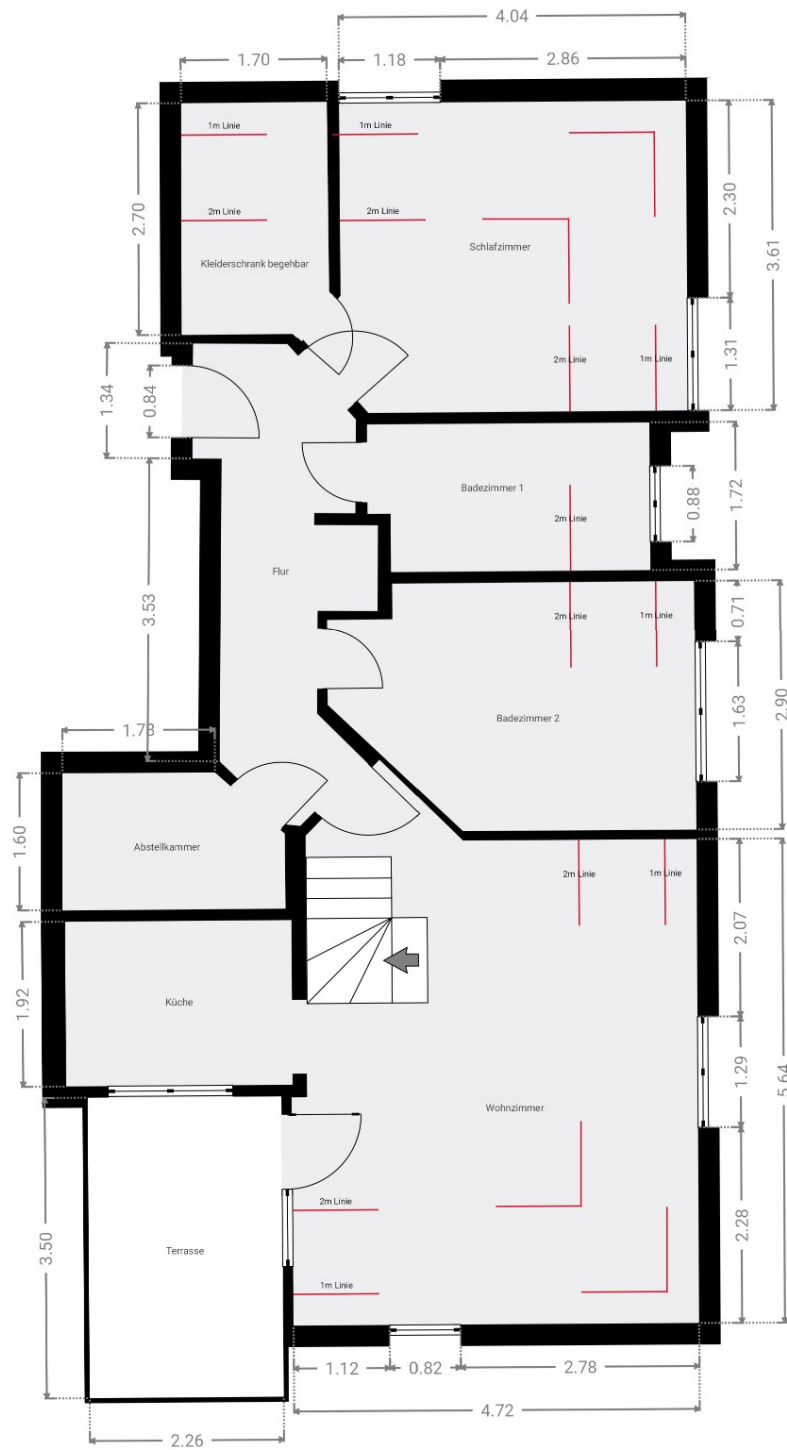 4.04
1.70
1.18
2.86
1m Linie
1m Linie
2.70
2.30
2m Linie
2m Linie
Schlafzimmer
3.61
Kleiderschrank begehbar
1.31
2m Linie
1m Linie
1.34
0.84
Badezimmer 1
0.88
1.72
2m Linie
Flur
3.53
0.71
2m Linie
1m Linie
1.63
2.90
Badezimmer 2
1.78
1.60
Abstellkammer
2m Linie
1m Linie
2.07
1.92
Küche
1.29
5.64
Wohnzimmer
2m Linie
2.28
3.50
Terrasse
1m Linie
1.12
0.82
2.78
4.72
2.26